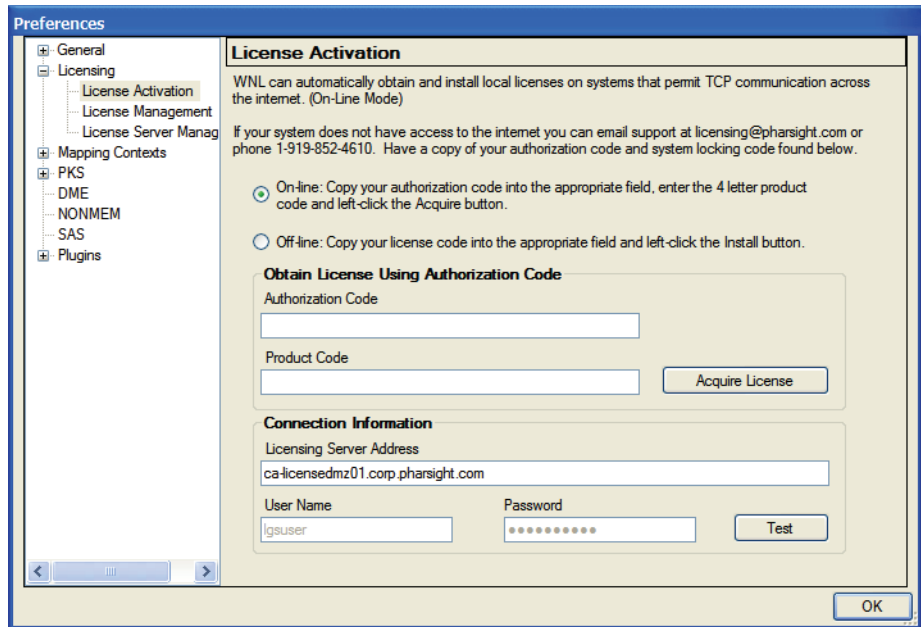 Preferences
General
Licensing
License Activation
License Management
License Server Manag
Mapping Contexts
PKS
DME
NONMEM
SAS
Plugins
License Activation
WNL can automatically obtain and install local licenses on systems that permit TCP communication across
the internet. (On-Line Mode)
If your system does not have access to the internet you can email support at licensing@pharsight.com or
phone 1-919-852-4610. Have a copy of your authorization code and system locking code found below.
On-line: Copy your authorization code into the appropriate field, enter the 4 letter product
code and left-click the Acquire button.
Off-line: Copy your license code into the appropriate field and left-click the Install button.
Obtain License Using Authorization Code
Authorization Code
Product Code
Acquire License
Connection Information
Licensing Server Address
ca-licensedmz01.corp.pharsight.com
User Name
Password
lgsuser
●●●●●●●●●●
Test
OK